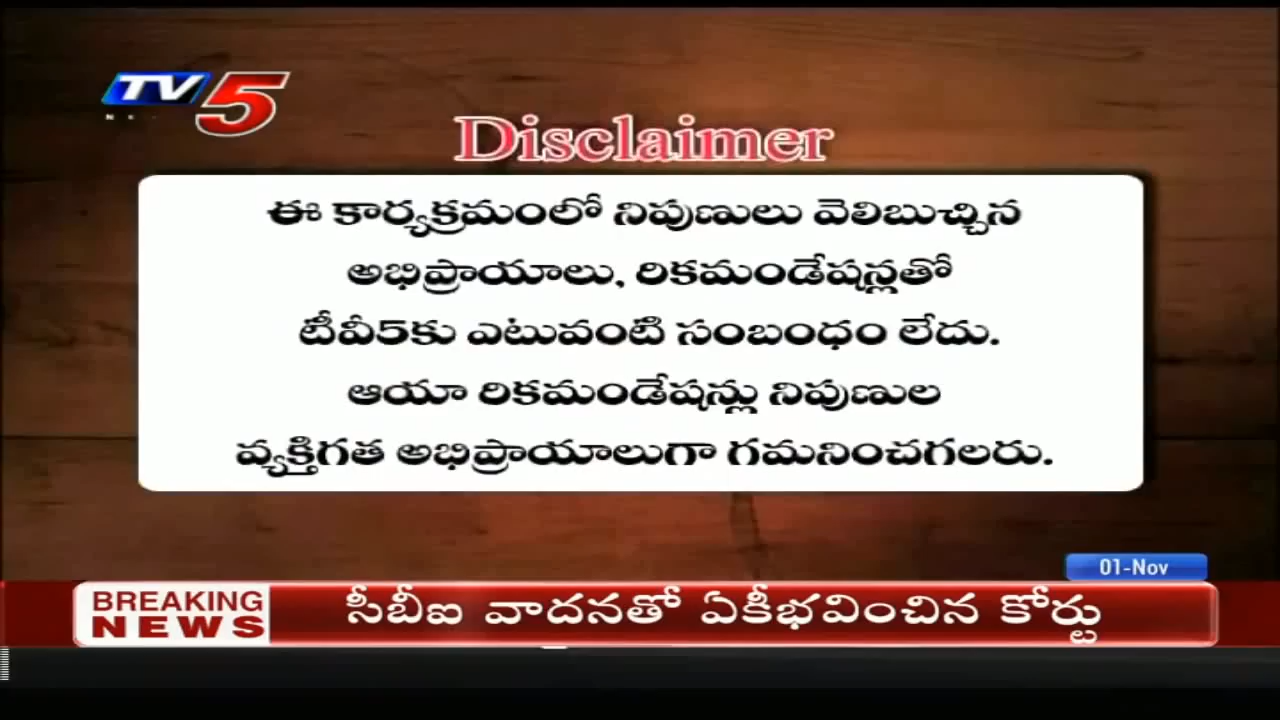 TV5
Disclaimer
ఈ కార్యక్రమంలో నిపుణులు వెలిబుచ్చిన
అభిప్రాయాలు, రికమండేషన్లతో
టీవీ5కు ఎటువంటి సంబంధం లేదు.
ఆయా రికమండేషన్లు నిపుణుల
వ్యక్తిగత అభిప్రాయాలుగా గమనించగలరు.
01-Nov
BREAKING
NEWS
సీబీఐ వాదనతో ఏకీభవించిన కోర్టు